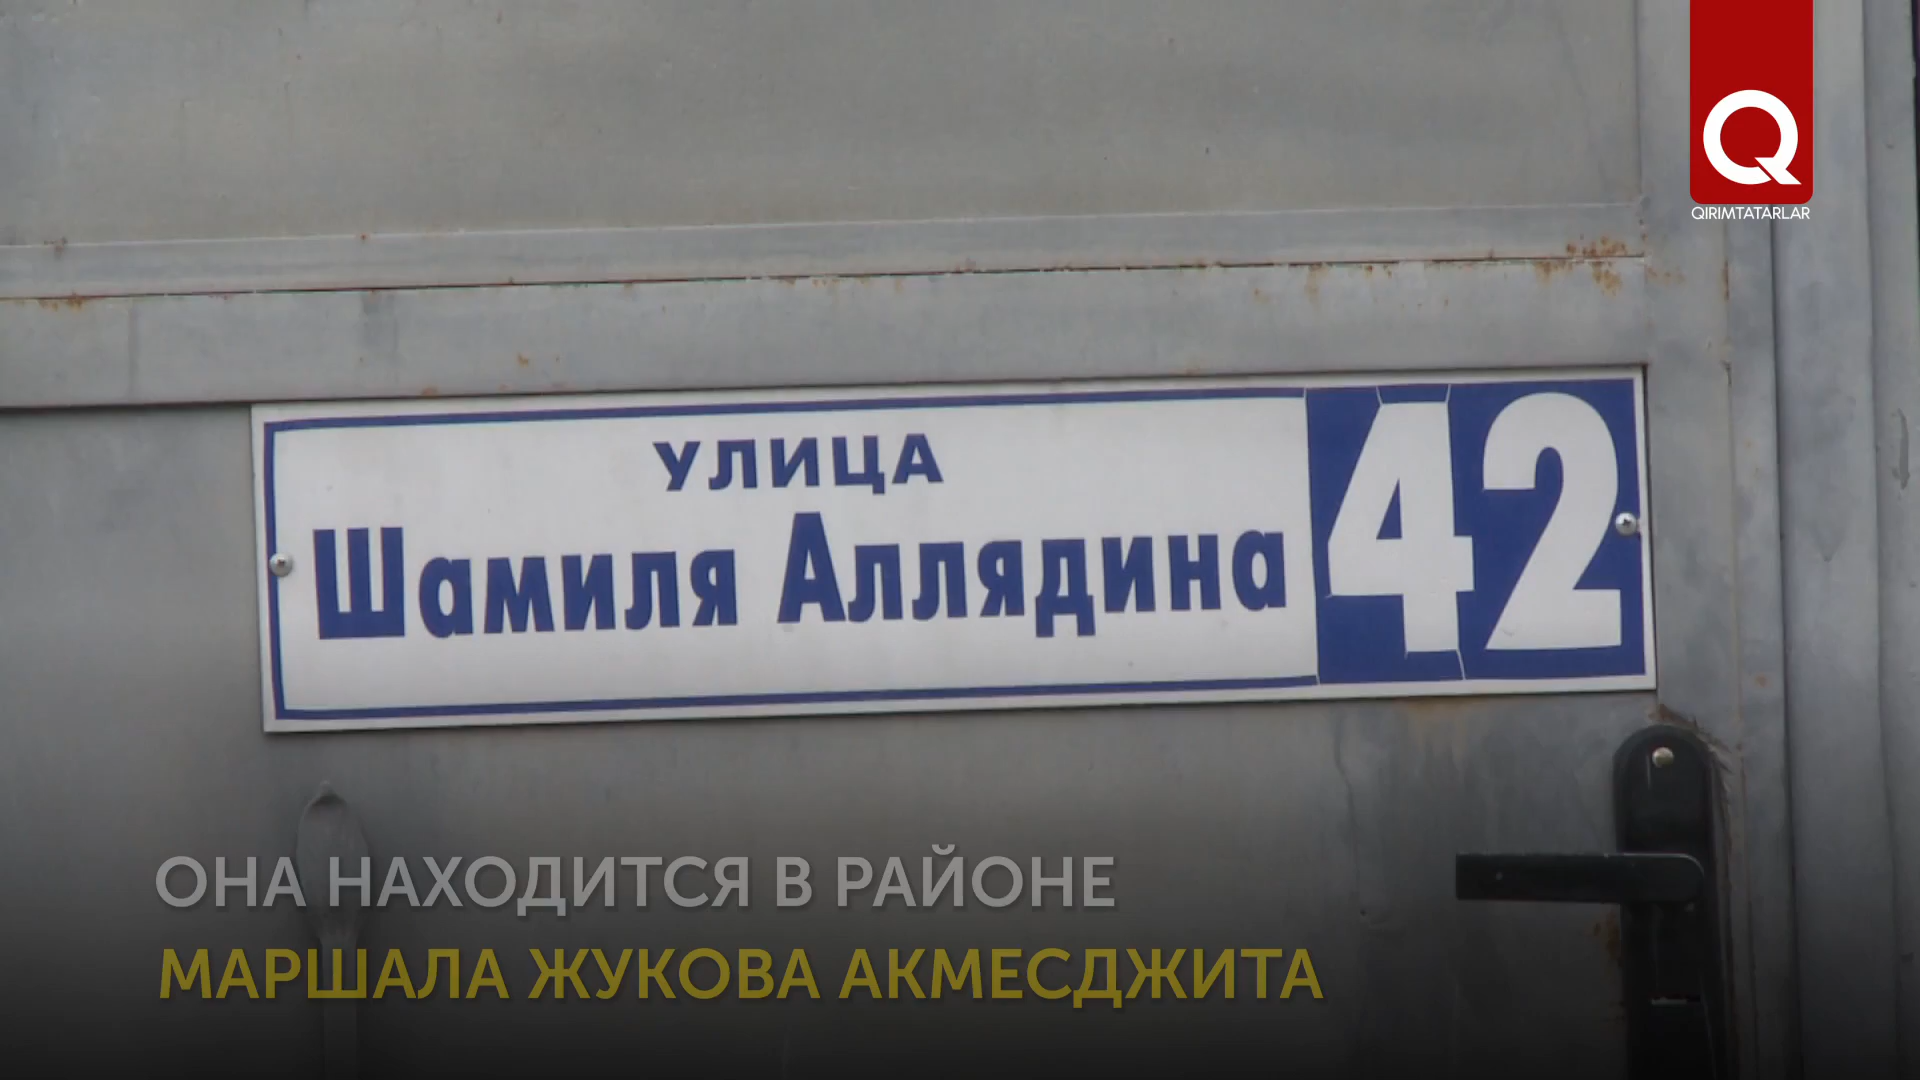 Q
QIRIMTATARLAR
УЛИЦА
Шамиля Аллядина
42
ОНА НАХОДИТСЯ В РАЙОНЕ
МАРШАЛА ЖУКОВА АКМЕСДЖИТА